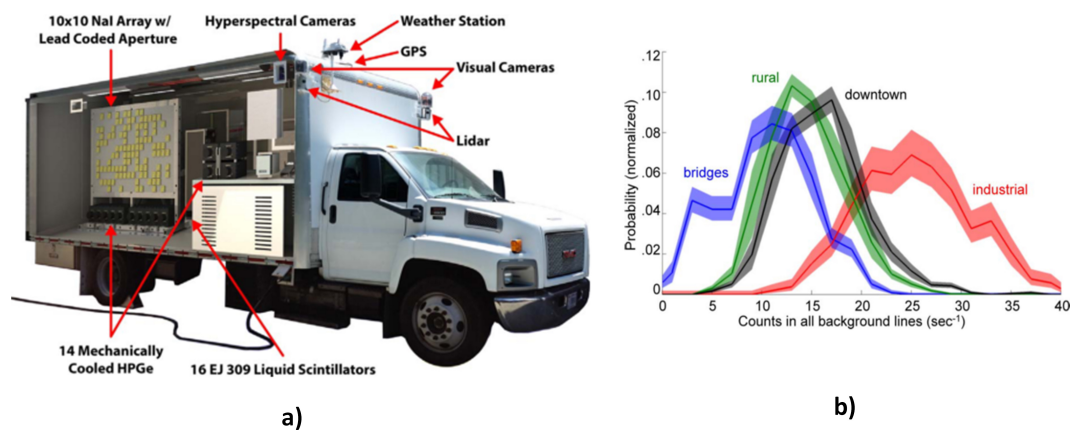 10x10 NaI Array w/
Lead Coded Aperture
Hyperspectral Cameras
Weather Station
GPS
Visual Cameras
Lidar
14 Mechanically
Cooled HPGe
16 EJ 309 Liquid Scintillators
a)
.12
.10
.08
.06
.04
.02
0
Probability (normalized)
rural
downtown
bridges
industrial
0
5
10
15
20
25
30
35
40
Counts in all background lines (sec⁻¹)
b)